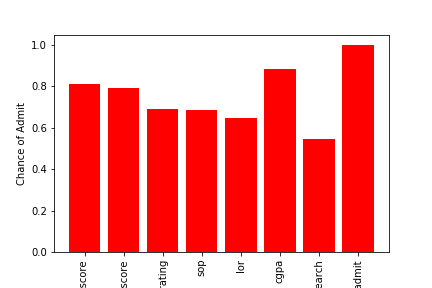 1.0
0.8
0.6
0.4
0.2
0.0
Chance of Admit
score
score
rating
sop
lor
cgpa
earch
admit